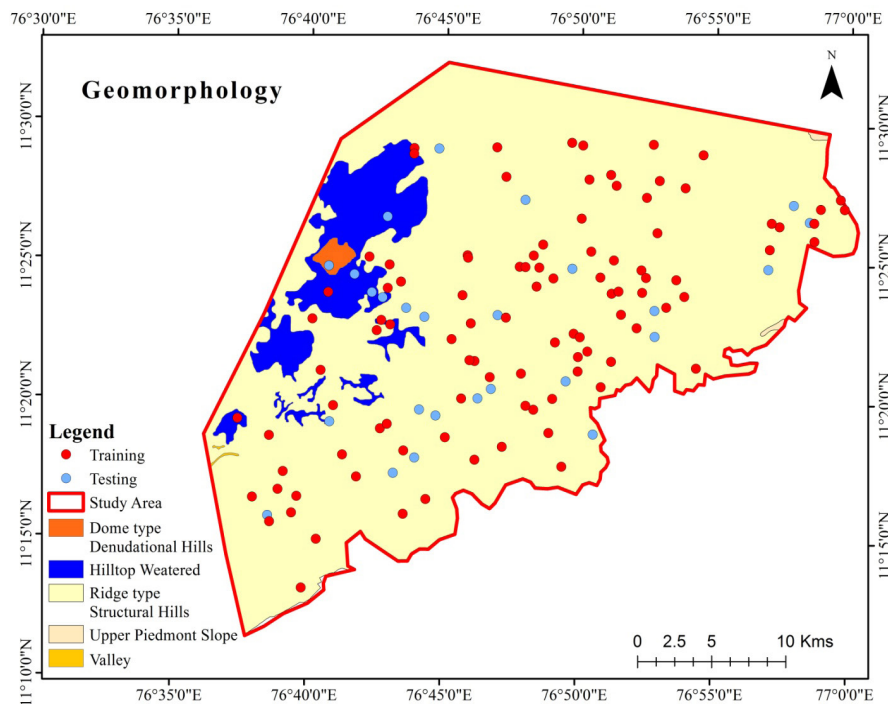 76°30'0"E 76°35'0"E 76°40'0"E 76°45'0"E 76°50'0"E 76°55'0"E 77°0'0"E
Geomorphology
N
11°30'0"N 11°30'0"N
11°25'0"N 11°25'0"N
11°20'0"N 11°20'0"N
Legend
Training
Testing
Study Area
Dome type
Denudational Hills
11°15'0"N 11°15'0"N
Hilltop Weathered
Ridge type
Structural Hills
Upper Piedmont Slope
Valley
0 2.5 5 10 Kms
11°10'0"N
76°35'0"E 76°40'0"E 76°45'0"E 76°50'0"E 76°55'0"E 77°0'0"E